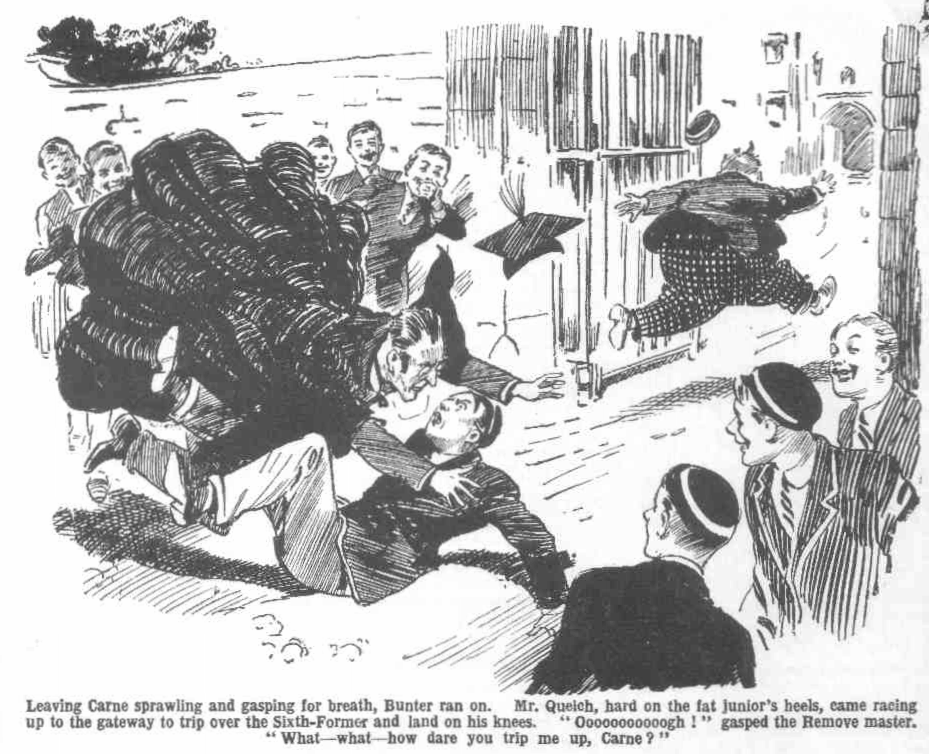 Leaving Carne sprawling and gasping for breath, Bunter ran on. Mr. Quelch, hard on the fat junior's heels, came racing
up to the gateway to trip over the Sixth-Former and land on his knees. “Oooooooooooogh!” gasped the Remove master.
“What—what—how dare you trip me up, Carne?”